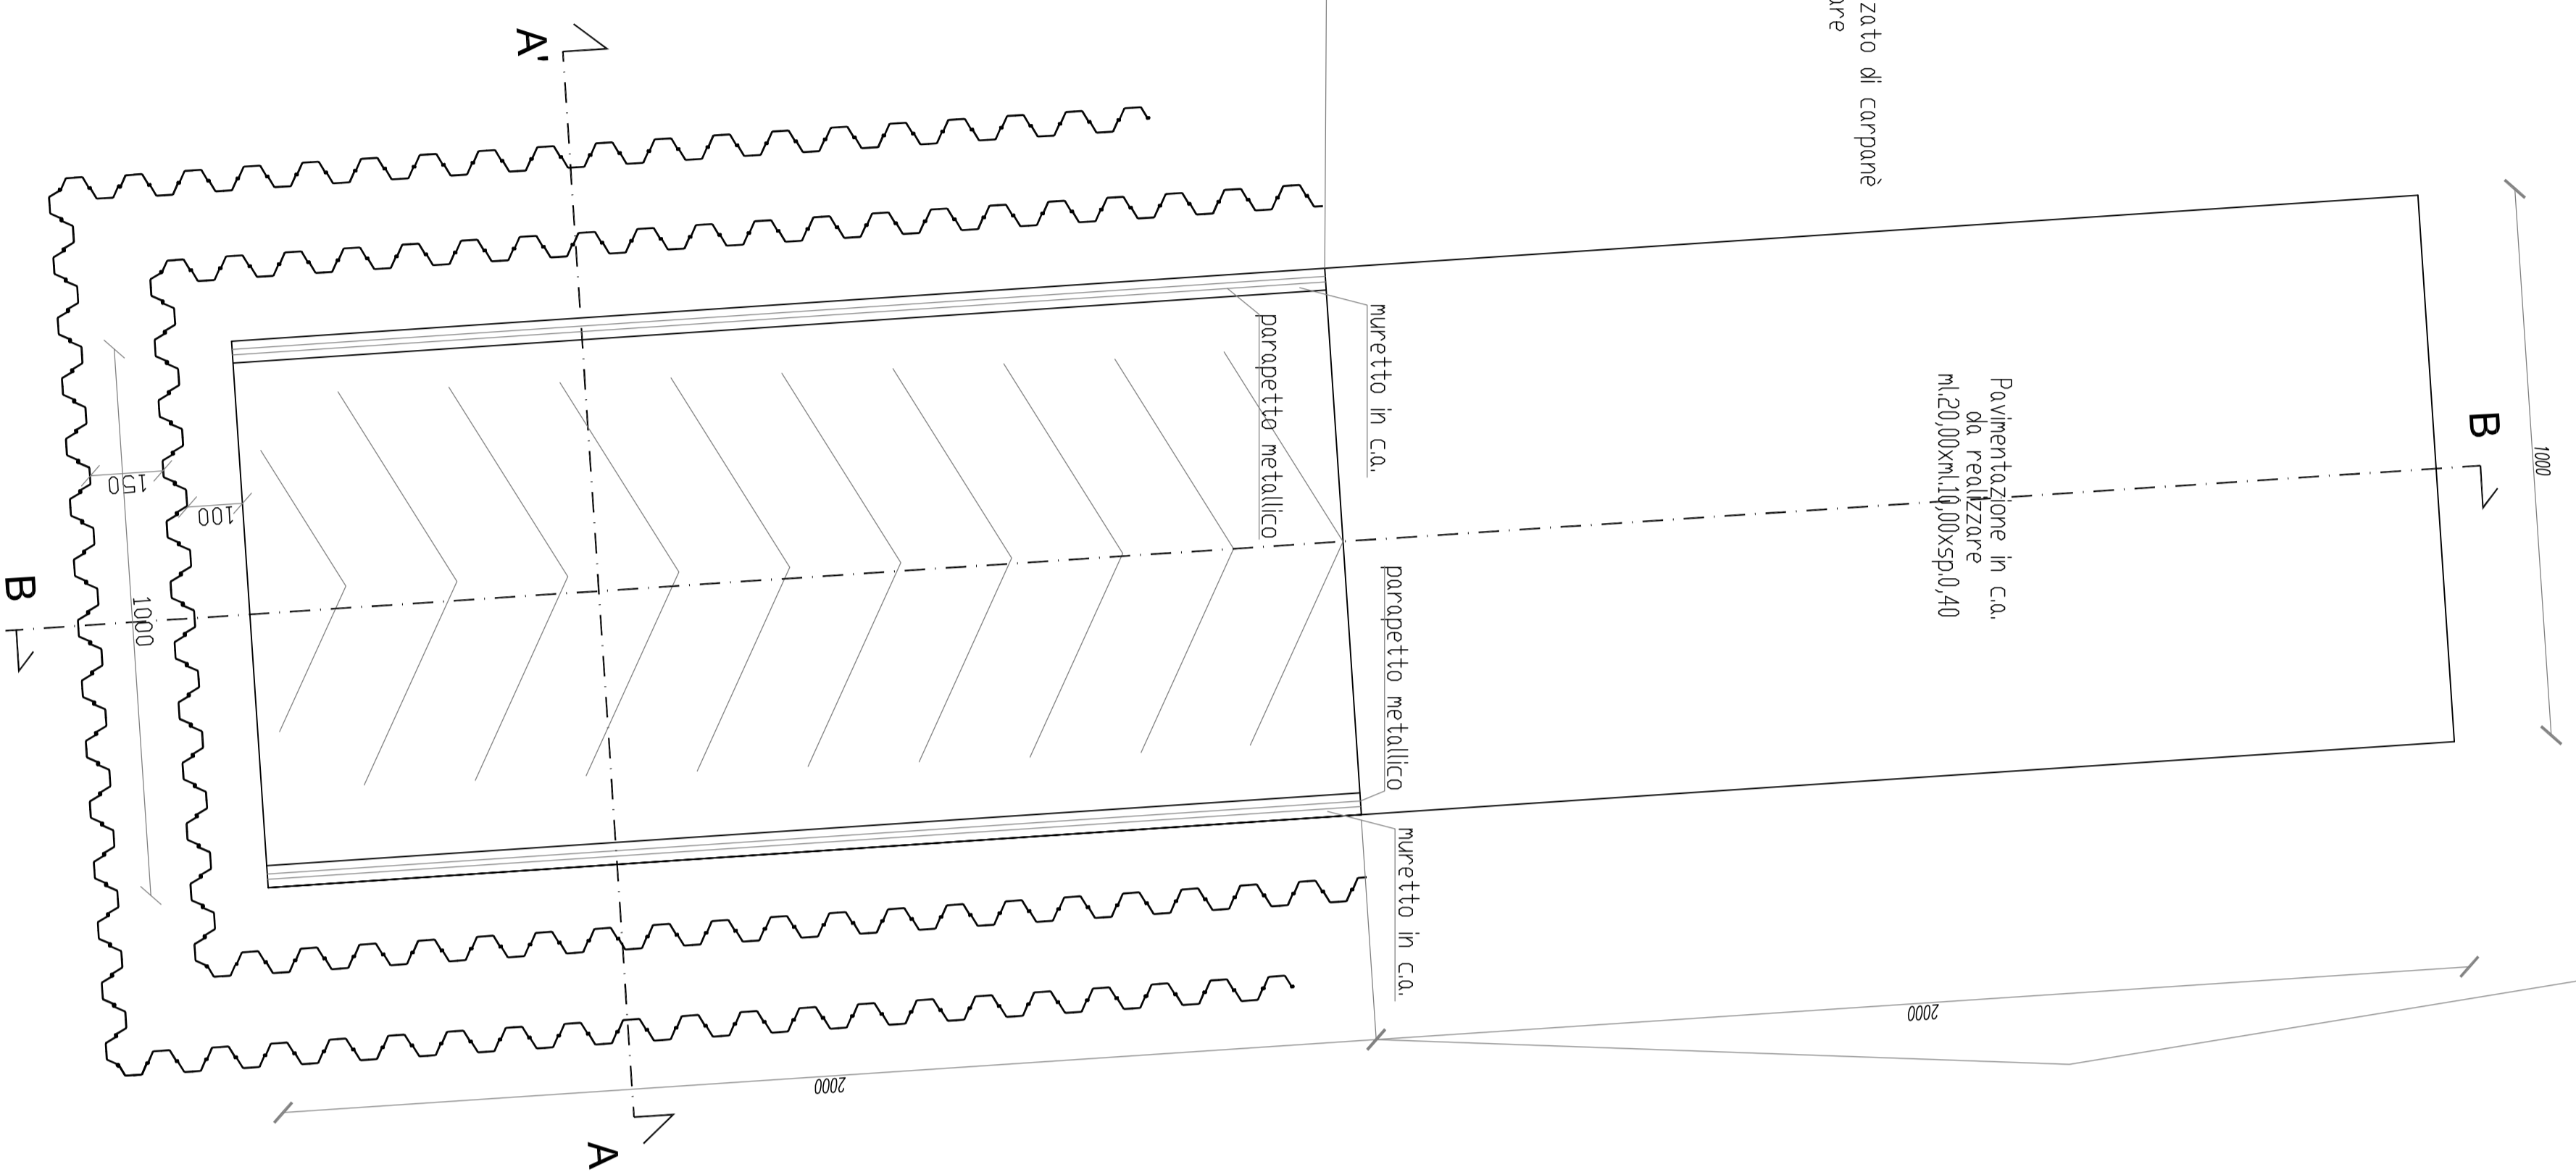 zato di carpanè
are
A'
muretto in c.a.
parapetto metallico
Pavimentazione in c.a.
da realizzare
ml.20,00xml.10,00xsp.0,40
B
1000
150
100
B
1000
parapetto metallico
muretto in c.a.
2000
2000
A